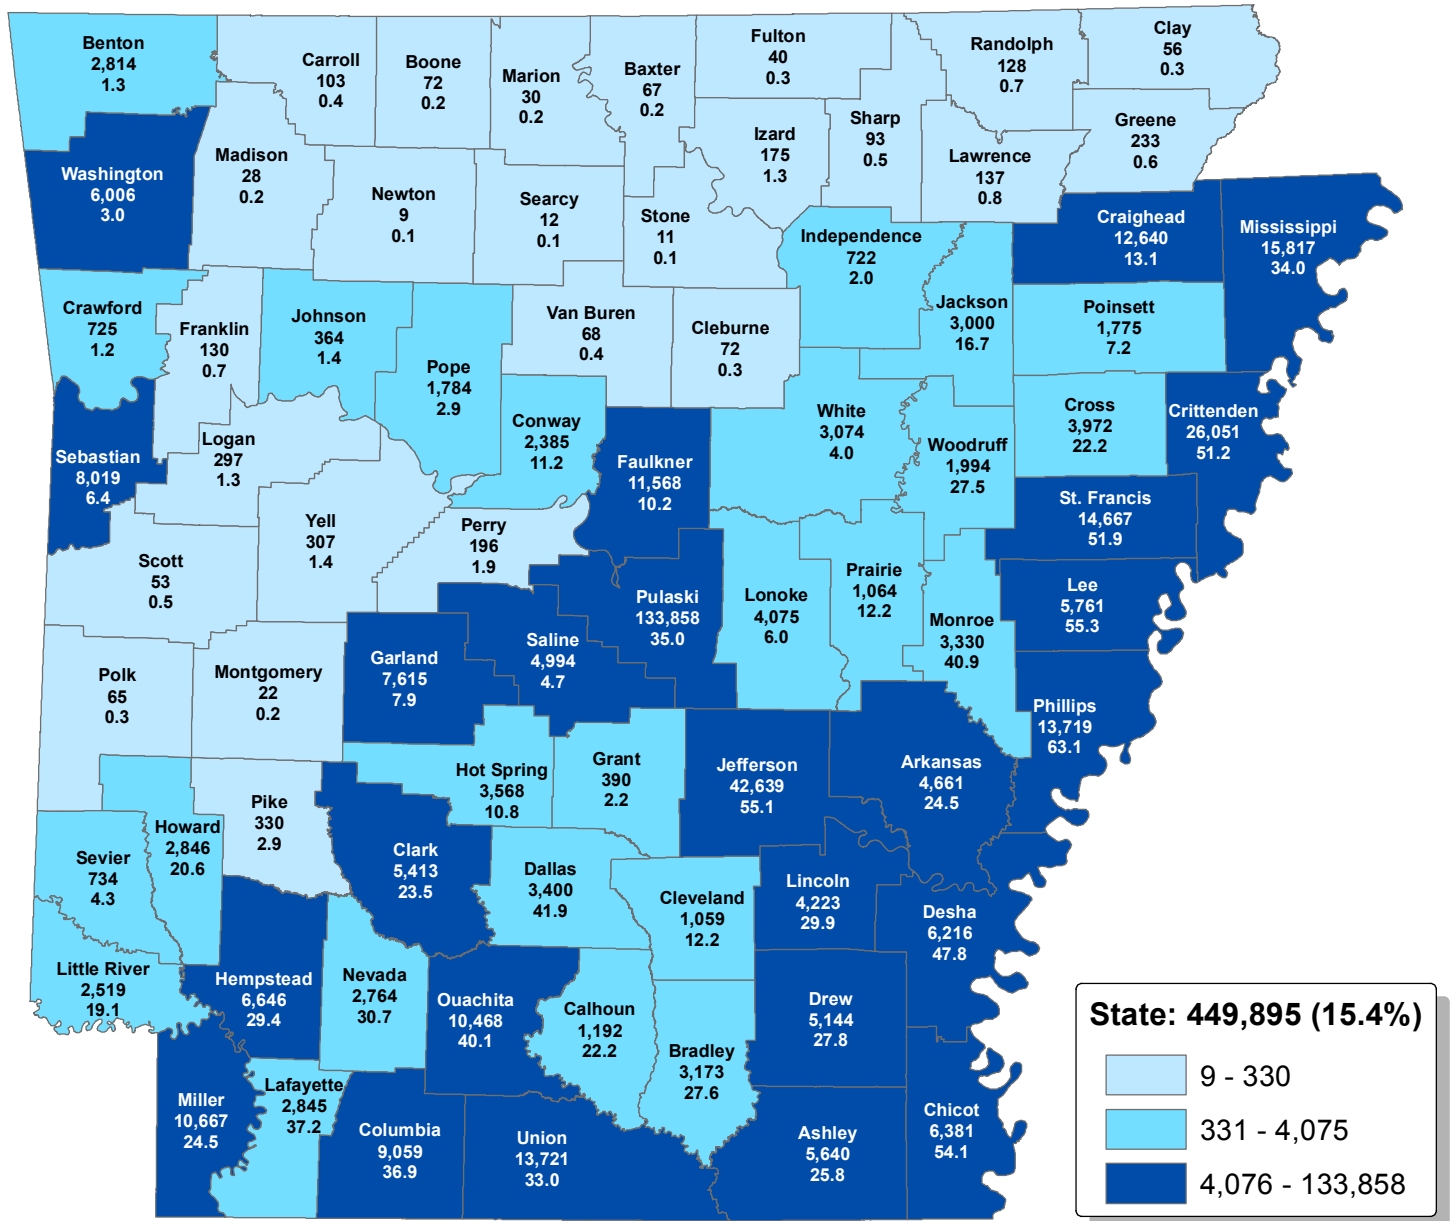 Benton
2,814
1.3
Carroll
103
0.4
Boone
72
0.2
Marion
30
0.2
Baxter
67
0.2
Fulton
40
0.3
Randolph
128
0.7
Clay
56
0.3
Washington
6,006
3.0
Madison
28
0.2
Newton
9
0.1
Searcy
12
0.1
Stone
11
0.1
Izard
175
1.3
Sharp
93
0.5
Lawrence
137
0.8
Greene
233
0.6
Independence
722
2.0
Craighead
12,640
13.1
Mississippi
15,817
34.0
Crawford
725
1.2
Franklin
130
0.7
Johnson
364
1.4
Pope
1,784
2.9
Van Buren
68
0.4
Cleburne
72
0.3
Jackson
3,000
16.7
Poinsett
1,775
7.2
Sebastian
8,019
6.4
Logan
297
1.3
Conway
2,385
11.2
Faulkner
11,568
10.2
White
3,074
4.0
Woodruff
1,994
27.5
Cross
3,972
22.2
Crittenden
26,051
51.2
St. Francis
14,667
51.9
Scott
53
0.5
Yell
307
1.4
Perry
196
1.9
Saline
4,994
4.7
Pulaski
133,858
35.0
Lonoke
4,075
6.0
Prairie
1,064
12.2
Monroe
3,330
40.9
Lee
5,761
55.3
Polk
65
0.3
Montgomery
22
0.2
Garland
7,615
7.9
Phillips
13,719
63.1
Hot Spring
3,568
10.8
Grant
390
2.2
Jefferson
42,639
55.1
Arkansas
4,661
24.5
Sevier
734
4.3
Howard
2,846
20.6
Pike
330
2.9
Clark
5,413
23.5
Dallas
3,400
41.9
Cleveland
1,059
12.2
Lincoln
4,223
29.9
Desha
6,216
47.8
Little River
2,519
19.1
Hempstead
6,646
29.4
Nevada
2,764
30.7
Ouachita
10,468
40.1
Calhoun
1,192
22.2
Bradley
3,173
27.6
Drew
5,144
27.8
Miller
10,667
24.5
Lafayette
2,845
37.2
Columbia
9,059
36.9
Union
13,721
33.0
Ashley
5,640
25.8
Chicot
6,381
54.1
State: 449,895 (15.4%)
9 - 330
331 - 4,075
4,076 - 133,858